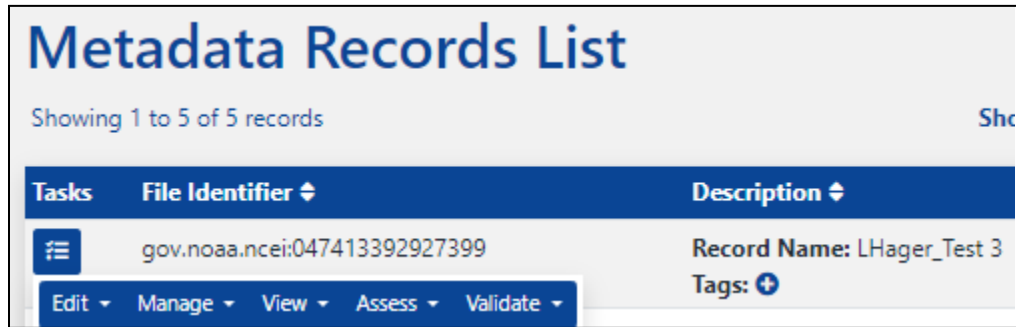 Metadata Records List
Showing 1 to 5 of 5 records
Tasks File Identifier Description
gov.noaa.ncei:047413392927399 Record Name: LHager_Test 3
Tags:
Edit Manage View Assess Validate